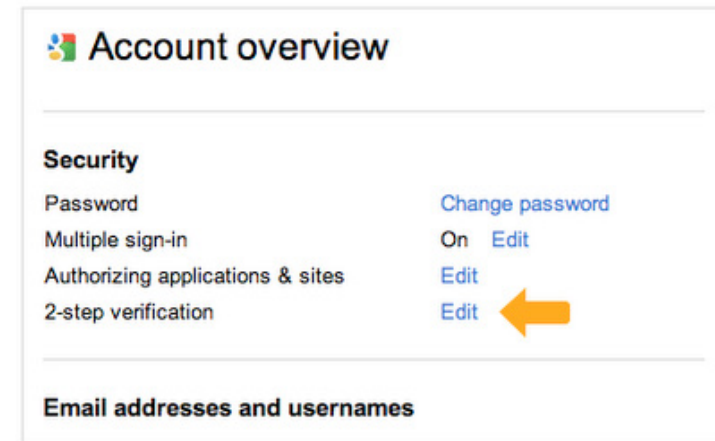 Account overview
Security
Password Change password
Multiple sign-in On Edit
Authorizing applications & sites Edit
2-step verification Edit
Email addresses and usernames